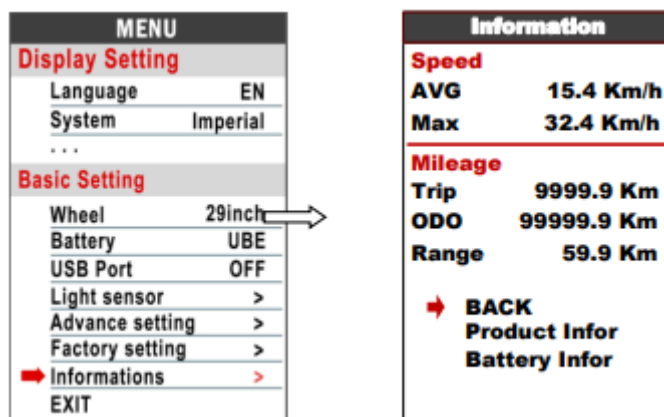 MENU
Display Setting
Language EN
System Imperial
...
Basic Setting
Wheel 29inch
Battery UBE
USB Port OFF
Light sensor >
Advance setting >
Factory setting >
Informations >
EXIT
Information
Speed
AVG 15.4 Km/h
Max 32.4 Km/h
Mileage
Trip 9999.9 Km
ODO 99999.9 Km
Range 59.9 Km
BACK
Product Infor
Battery Infor